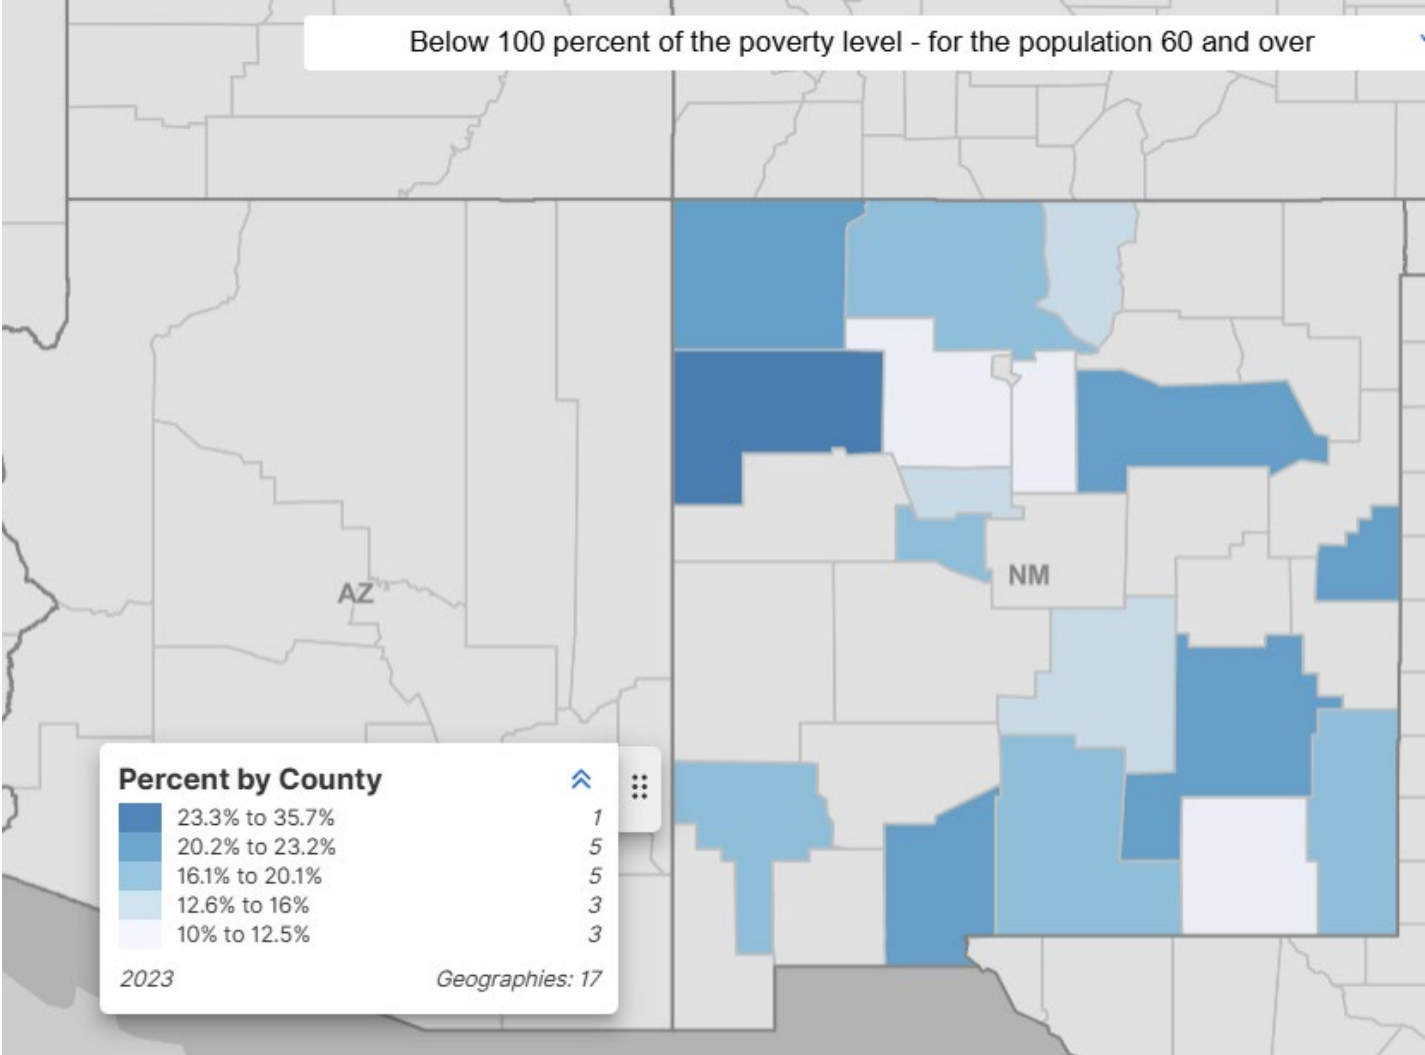 Below 100 percent of the poverty level - for the population 60 and over
NM
AZ
Percent by County
23.3% to 35.7% 1
20.2% to 23.2% 5
16.1% to 20.1% 5
12.6% to 16% 3
10% to 12.5% 3
2023 Geographies: 17